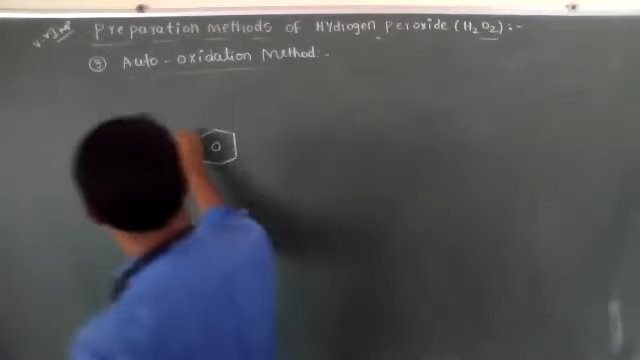 Preparation methods of Hydrogen Peroxide (H₂O₂):-
③ Auto-oxidation Method:-